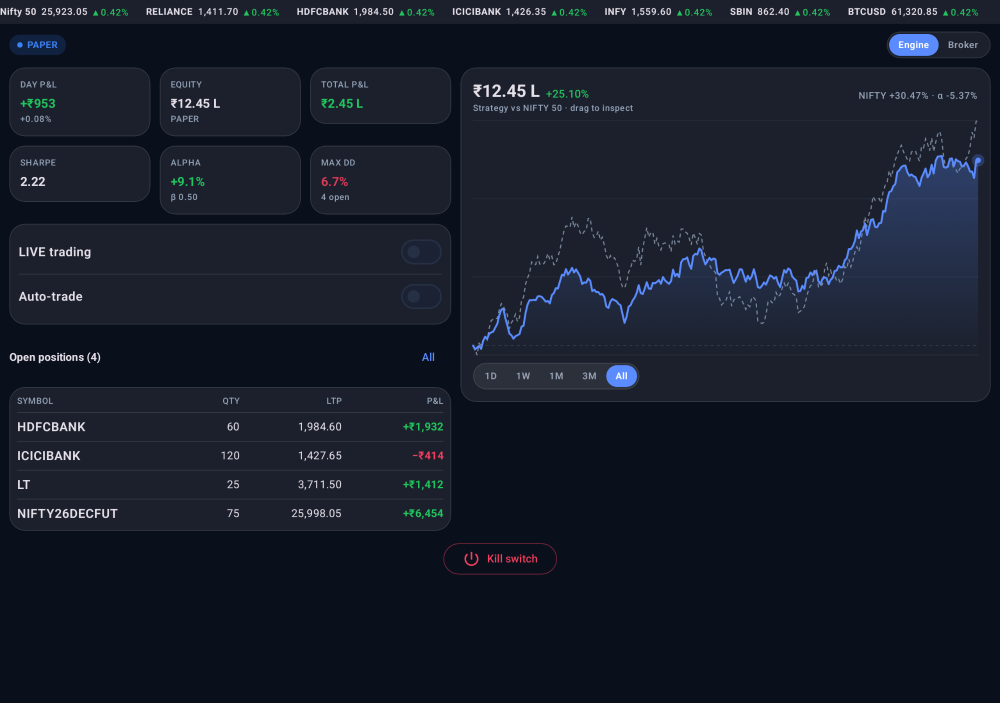 Nifty 50 25,923.05 ▲0.42% RELIANCE 1,411.70 ▲0.42% HDFCBANK 1,984.50 ▲0.42% ICICIBANK 1,426.35 ▲0.42% INFY 1,559.60 ▲0.42% SBIN 862.40 ▲0.42% BTCUSD 61,320.85 ▲0.42%
PAPER
Engine Broker
DAY P&L
+₹953
+0.08%
EQUITY
₹12.45 L
PAPER
TOTAL P&L
₹2.45 L
SHARPE
2.22
ALPHA
+9.1%
β 0.50
MAX DD
6.7%
4 open
LIVE trading
Auto-trade
Open positions (4) All
SYMBOL QTY LTP P&L
HDFCBANK 60 1,984.60 +₹1,932
ICICIBANK 120 1,427.65 −₹414
LT 25 3,711.50 +₹1,412
NIFTY26DECFUT 75 25,998.05 +₹6,454
₹12.45 L +25.10%
Strategy vs NIFTY 50 · drag to inspect
NIFTY +30.47% · α -5.37%
1D 1W 1M 3M All
Kill switch